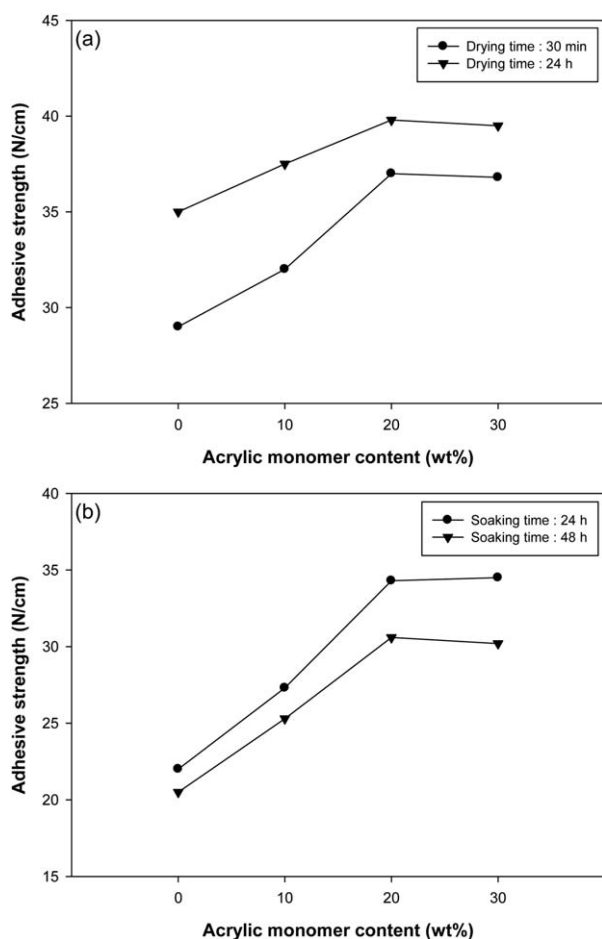 (a)
Drying time : 30 min
Drying time : 24 h
45
40
35
30
25
Adhesive strength (N/cm)
0 10 20 30
Acrylic monomer content (wt%)
(b)
Soaking time : 24 h
Soaking time : 48 h
40
35
30
25
20
15
Adhesive strength (N/cm)
0 10 20 30
Acrylic monomer content (wt%)